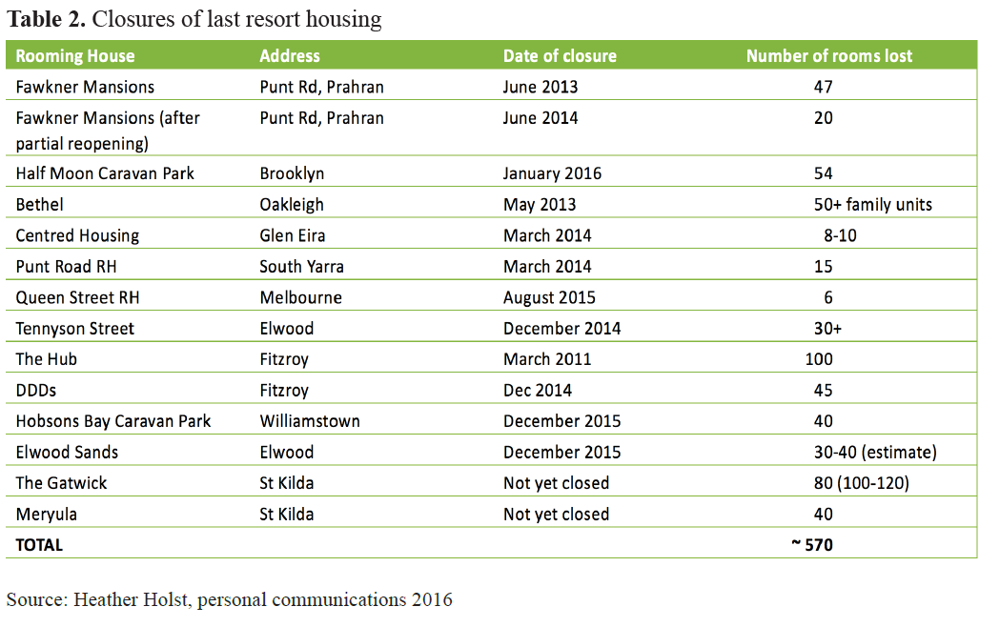 Table 2. Closures of last resort housing
Rooming House Address Date of closure Number of rooms lost
Fawkner Mansions Punt Rd, Prahran June 2013 47
Fawkner Mansions (after Punt Rd, Prahran June 2014 20
partial reopening)
Half Moon Caravan Park Brooklyn January 2016 54
Bethel Oakleigh May 2013 50+ family units
Centred Housing Glen Eira March 2014 8-10
Punt Road RH South Yarra March 2014 15
Queen Street RH Melbourne August 2015 6
Tennyson Street Elwood December 2014 30+
The Hub Fitzroy March 2011 100
DDDs Fitzroy Dec 2014 45
Hobsons Bay Caravan Park Williamstown December 2015 40
Elwood Sands Elwood December 2015 30-40 (estimate)
The Gatwick St Kilda Not yet closed 80 (100-120)
Meryula St Kilda Not yet closed 40
TOTAL ~ 570
Source: Heather Holst, personal communications 2016